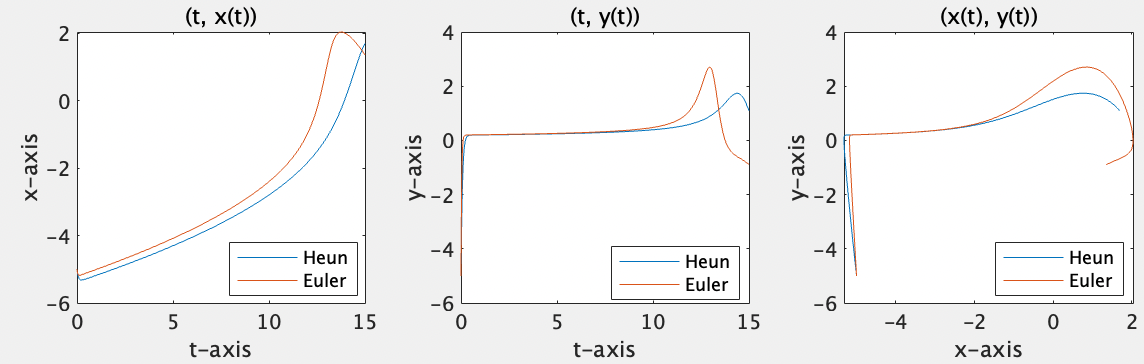 (t, x(t))
2
0
−2
−4
−6
x-axis
0 5 10 15
t-axis
Heun
Euler
(t, y(t))
4
2
0
−2
−4
−6
y-axis
0 5 10 15
t-axis
Heun
Euler
(x(t), y(t))
4
2
0
−2
−4
−6
y-axis
−4 −2 0 2
x-axis
Heun
Euler